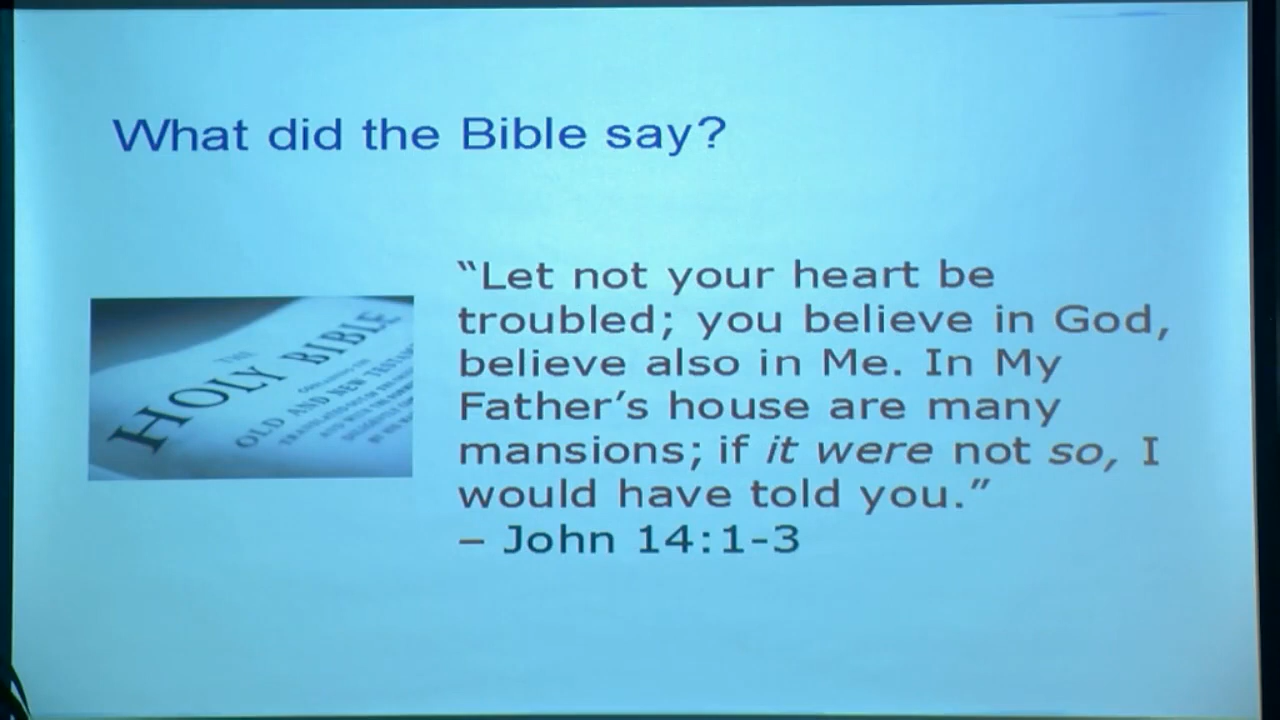 What did the Bible say?
“Let not your heart be
troubled; you believe in God,
believe also in Me. In My
Father’s house are many
mansions; if it were not so, I
would have told you.”
– John 14:1-3
THE
HOLY BIBLE
OLD AND NEW